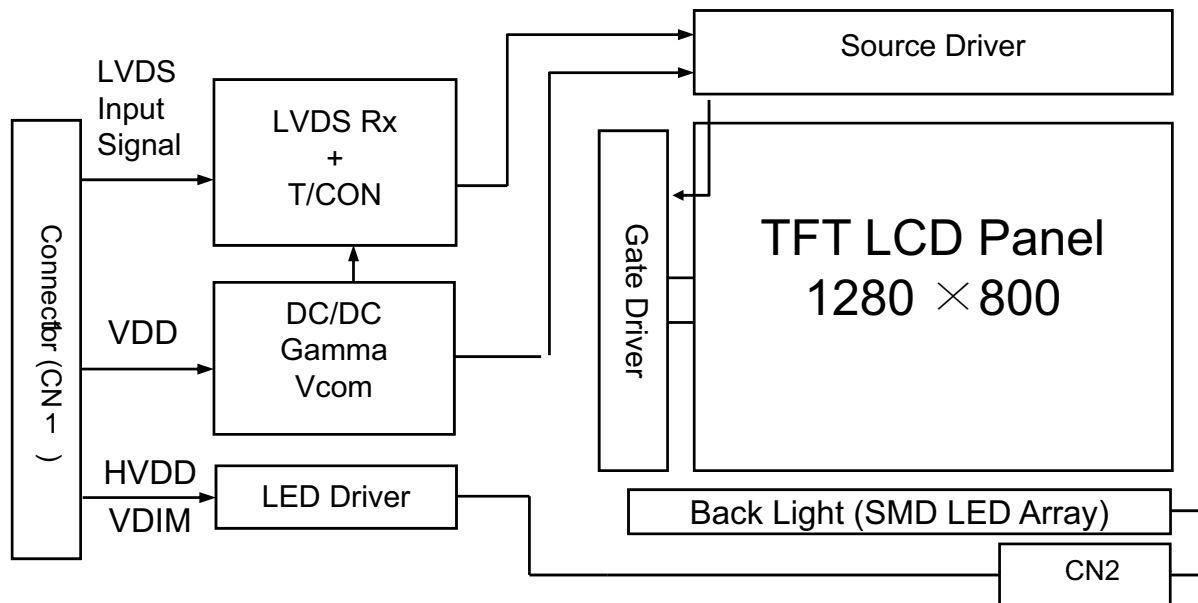 LVDS
Input
Signal
LVDS Rx
+
T/CON
Source Driver
Connector (CN1)
VDD
DC/DC
Gamma
Vcom
Gate Driver
TFT LCD Panel
1280 ×800
HVDD
VDIM
LED Driver
Back Light (SMD LED Array)
CN2